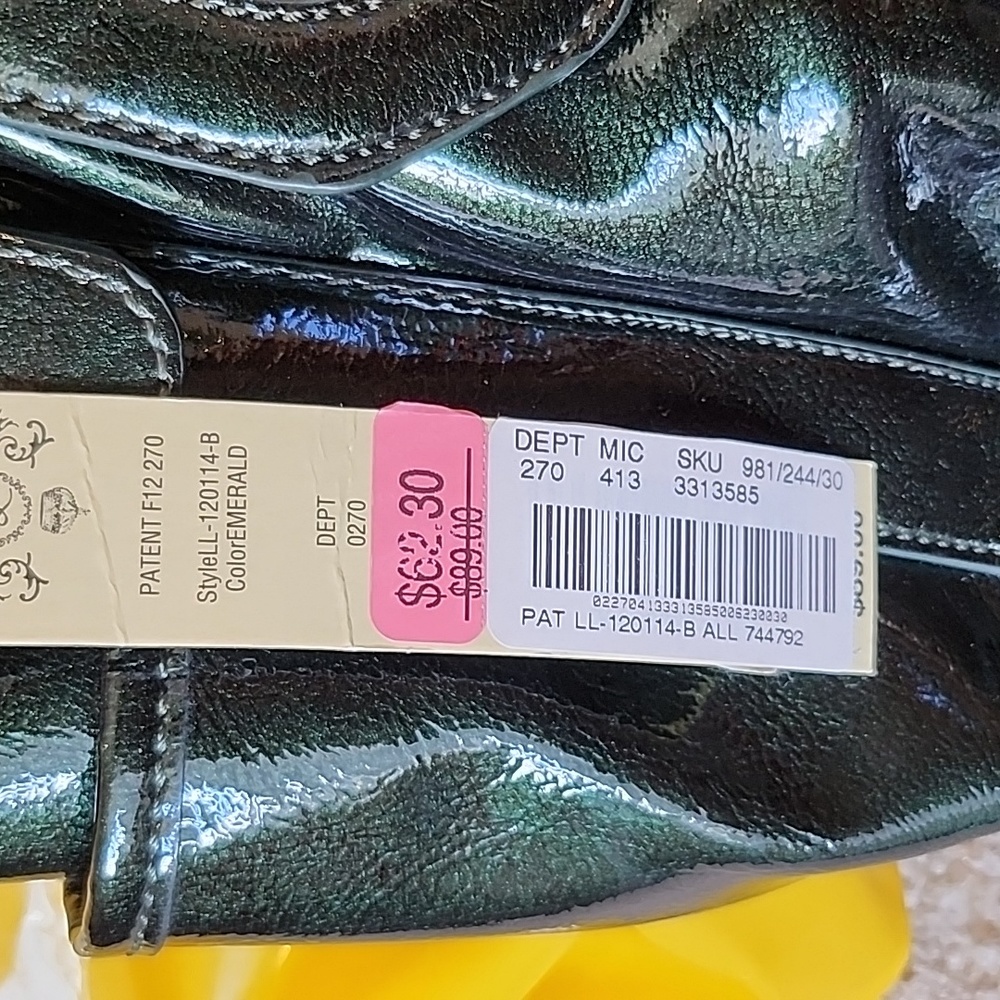 PATENT F12 270
StyleLL-120114-B
ColorEMERALD
DEPT
0270
$62.30
$89.00
DEPT MIC SKU 981/244/30
270 413 3313585
PAT LL-120114-B ALL 744792